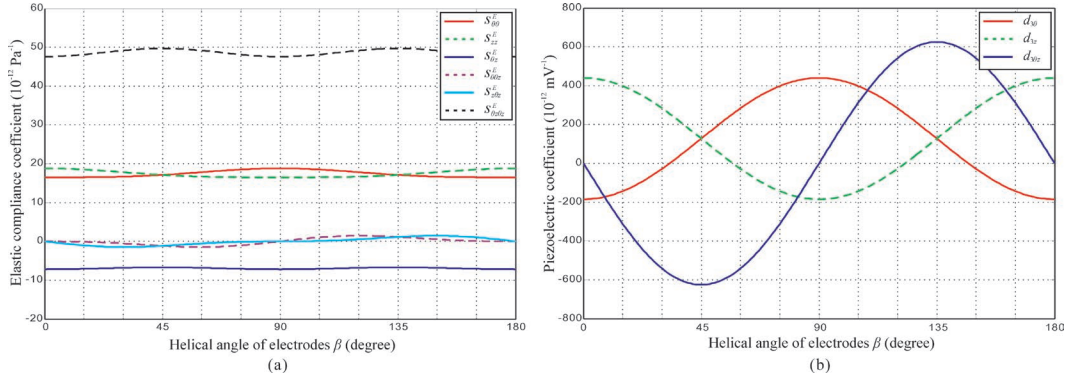 60
50
40
30
20
10
0
-10
-20
Elastic compliance coefficient (10⁻¹² Pa⁻¹)
S^E_θθ
S^E_zz
S^E_θz
S^E_θθz
S^E_zθz
S^E_θzθz
0 45 90 135 180
Helical angle of electrodes β (degree)
(a)
800
600
400
200
0
-200
-400
-600
-800
Piezoelectric coefficient (10⁻¹² mV⁻¹)
d_3θ
d_3z
d_3θz
0 45 90 135 180
Helical angle of electrodes β (degree)
(b)